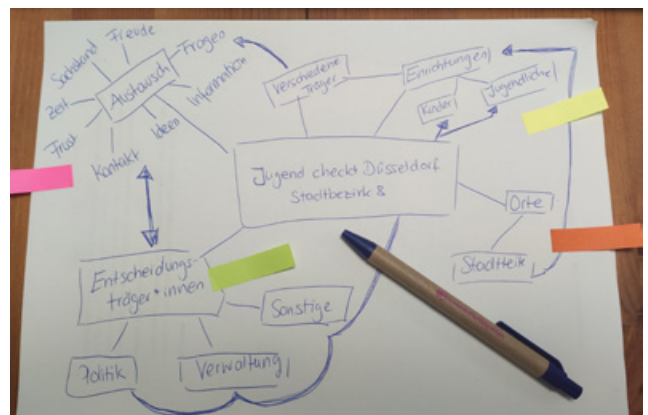 Freude
Fragen
Sachstand
Austausch
Information
Zeit
Ideen
Frust
Kontakt
Verschiedene
Träger
Einrichtungen
Kinder
Jugendliche
Jugend checkt Düsseldorf
Stadtbezirk 8
Orte
Stadtteile
Entscheidungs-
träger*innen
Sonstige
Politik
Verwaltung